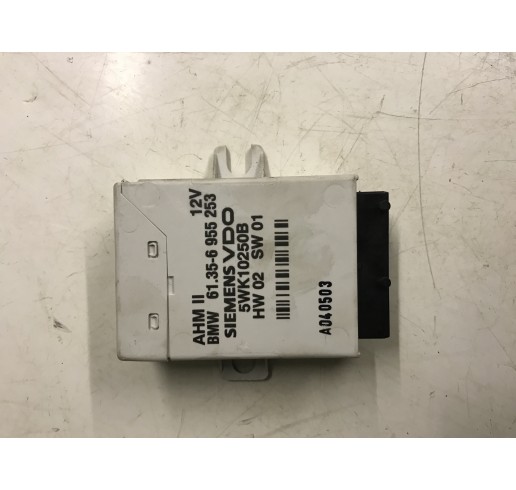 AHM II 12V
BMW 61.35-6 955 253
SIEMENS VDO
5WK10250B
HW 02 SW 01
A040503